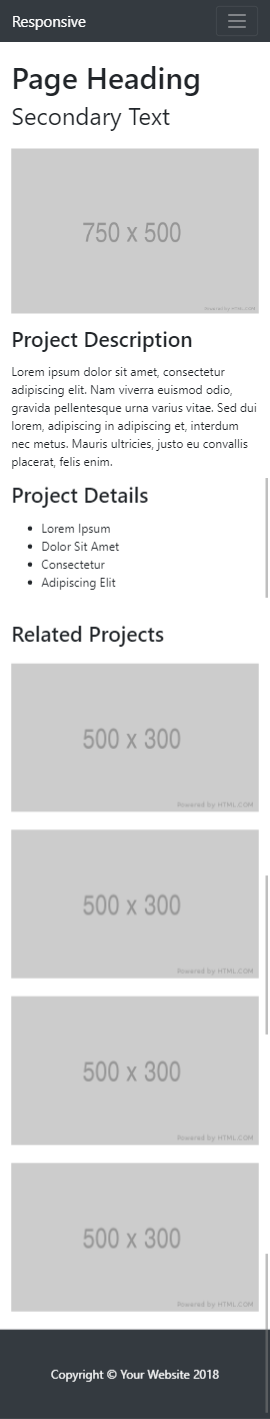 Responsive
Page Heading
Secondary Text
750 x 500
Powered by HTML.COM
Project Description
Lorem ipsum dolor sit amet, consectetur
adipiscing elit. Nam viverra euismod odio,
gravida pellentesque urna varius vitae. Sed dui
lorem, adipiscing in adipiscing et, interdum
nec metus. Mauris ultricies, justo eu convallis
placerat, felis enim.
Project Details
Lorem Ipsum
Dolor Sit Amet
Consectetur
Adipiscing Elit
Related Projects
500 x 300
Powered by HTML.COM
500 x 300
Powered by HTML.COM
500 x 300
Powered by HTML.COM
500 x 300
Powered by HTML.COM
Copyright © Your Website 2018